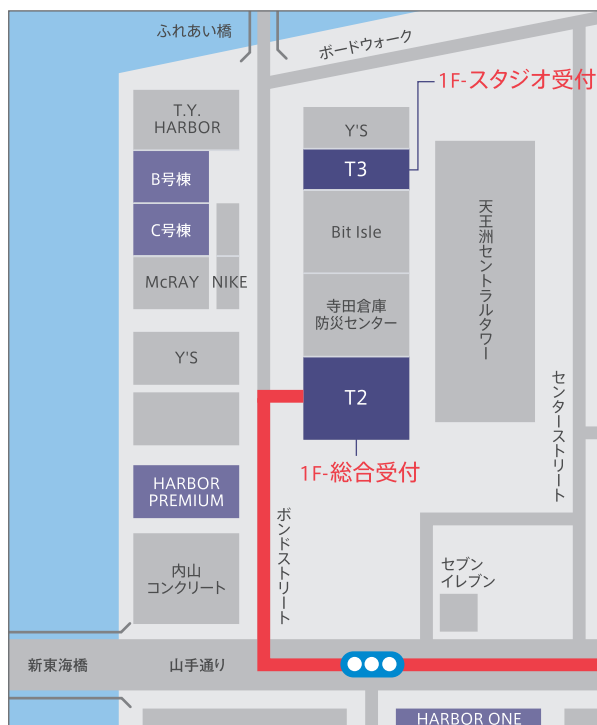 ふれあい橋
ボードウォーク
1F-スタジオ受付
T.Y.
HARBOR
Y'S
T3
B号棟
C号棟
Bit Isle
天王洲セントラルタワー
McRAY
NIKE
寺田倉庫
防災センター
Y'S
T2
センターストリート
1F-総合受付
HARBOR
PREMIUM
ボンドストリート
内山
コンクリート
セブン
イレブン
新東海橋
山手通り
HARBOR ONE